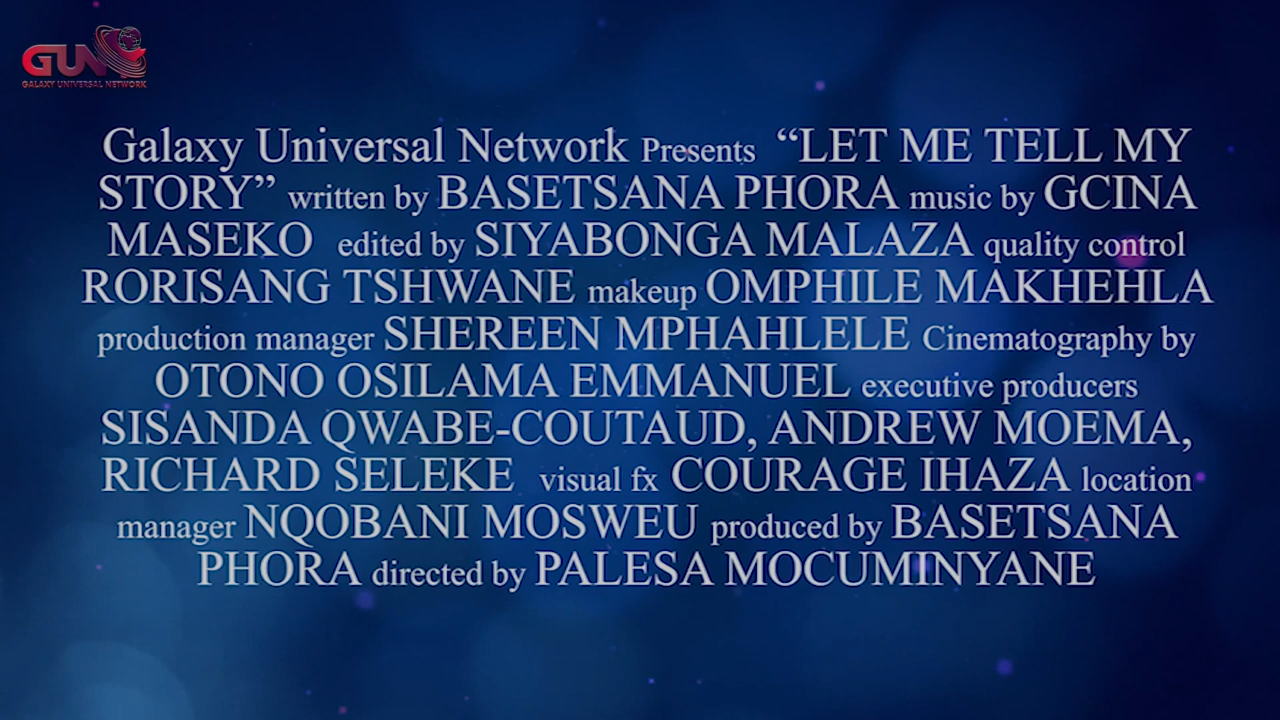 GUN
GALAXY UNIVERSAL NETWORK
Galaxy Universal Network Presents “LET ME TELL MY
STORY” written by BASETSANA PHORA music by GCINA
MASEKO edited by SIYABONGA MALAZA quality control
RORISANG TSHWANE makeup OMPHILE MAKHEHLA
production manager SHEREEN MPHAHLELE Cinematography by
OTONO OSILAMA EMMANUEL executive producers
SISANDA QWABE-COUTAUD, ANDREW MOEMA,
RICHARD SELEKE visual fx COURAGE IHAZA location
manager NQOBANI MOSWEU produced by BASETSANA
PHORA directed by PALESA MOCUMINYANE